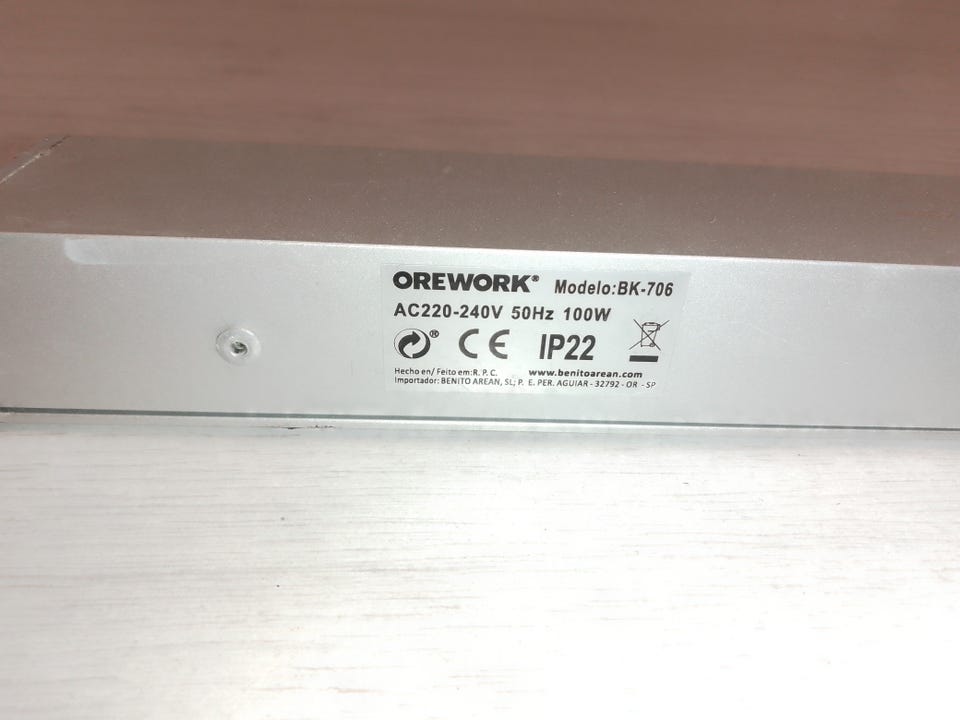 OREWORK® Modelo:BK-706
AC220-240V 50Hz 100W
® CE IP22
Hecho en/ Feito em:R. P. C. www.benitoarean.com
Importador: BENITO AREAN, SL; P. E. PER. AGUIAR - 32792 - OR - SP